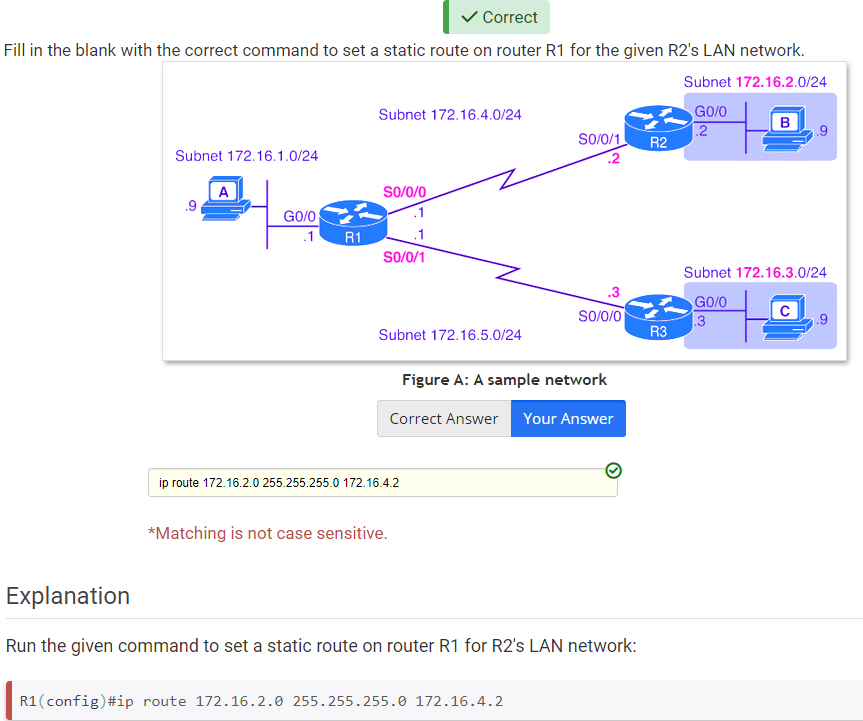 Correct
Fill in the blank with the correct command to set a static route on router R1 for the given R2's LAN network.
Subnet 172.16.2.0/24
Subnet 172.16.4.0/24
G0/0
B
S0/0/1
R2
.2
.9
.2
Subnet 172.16.1.0/24
A
S0/0/0
.9
G0/0
.1
.1
R1
.1
S0/0/1
Subnet 172.16.3.0/24
.3
G0/0
C
S0/0/0
.3
.9
R3
Subnet 172.16.5.0/24
Figure A: A sample network
Correct Answer Your Answer
ip route 172.16.2.0 255.255.255.0 172.16.4.2
*Matching is not case sensitive.
Explanation
Run the given command to set a static route on router R1 for R2's LAN network:
R1(config)#ip route 172.16.2.0 255.255.255.0 172.16.4.2